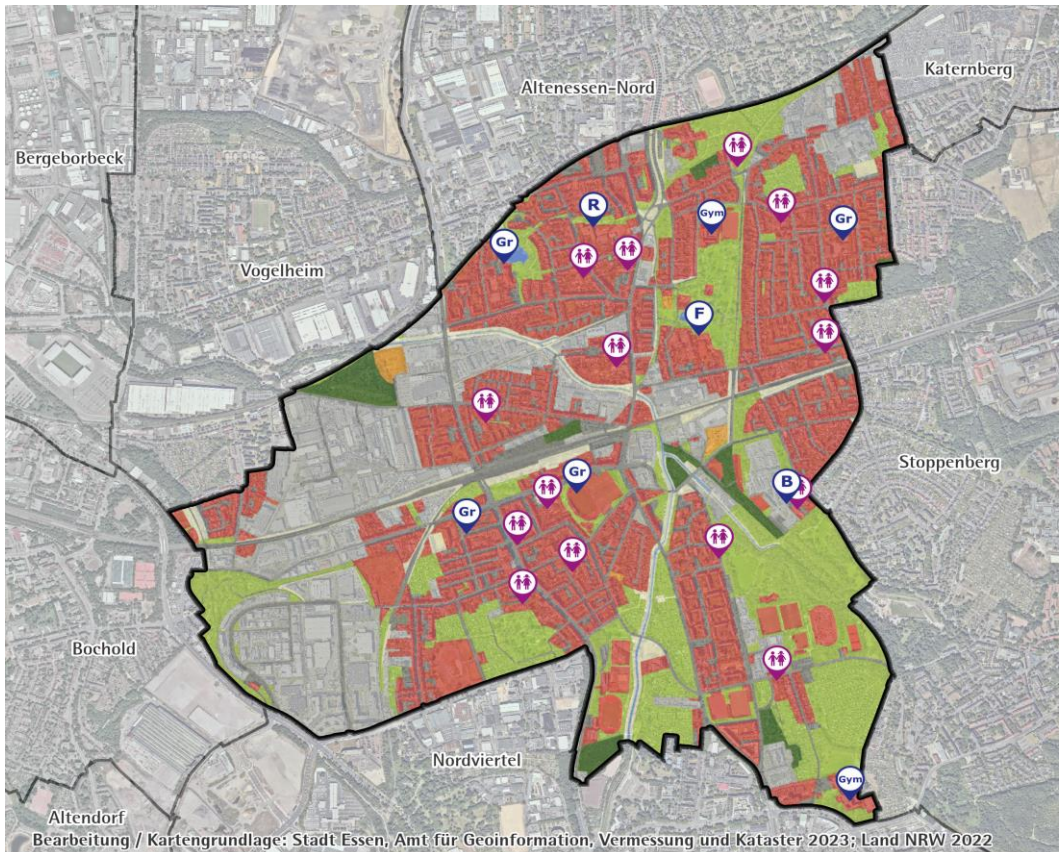 Katernberg
Altenessen-Nord
Bergeborbeck
R
Gym
Gr
Gr
Vogelheim
F
Stoppenberg
Gr
B
Gr
Bochold
Nordviertel
Gym
Altendorf
Bearbeitung / Kartengrundlage: Stadt Essen, Amt für Geoinformation, Vermessung und Kataster 2023; Land NRW 2022